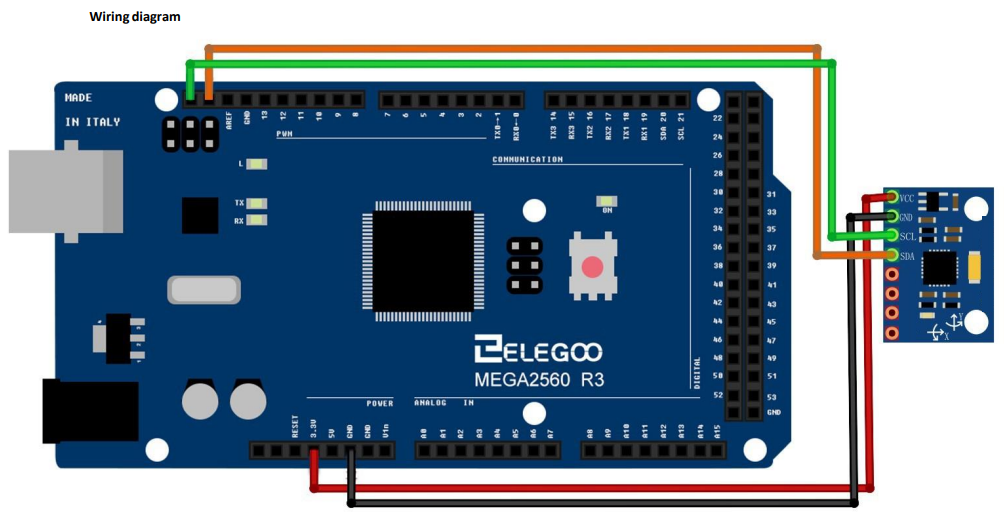 Wiring diagram
MADE
IN ITALY
AREF
GND
13
12
11
10
9
8
7
6
5
4
3
2
TX0→1
RX0←0
TX3 14
RX3 15
TX2 16
RX2 17
TX1 18
RX1 19
SDA 20
SCL 21
PWM
COMMUNICATION
L
TX
RX
ON
22
24
26
28
30
32
34
36
38
40
42
44
46
48
50
52
31
33
35
37
39
41
43
45
47
49
51
53
GND
VCC
GND
SCL
SDA
Y
X
4
3
2
1
ELEGOO
MEGA2560 R3
DIGITAL
POWER
ANALOG IN
RESET
3.3V
5V
GND
GND
Vin
A0
A1
A2
A3
A4
A5
A6
A7
A8
A9
A10
A11
A12
A13
A14
A15